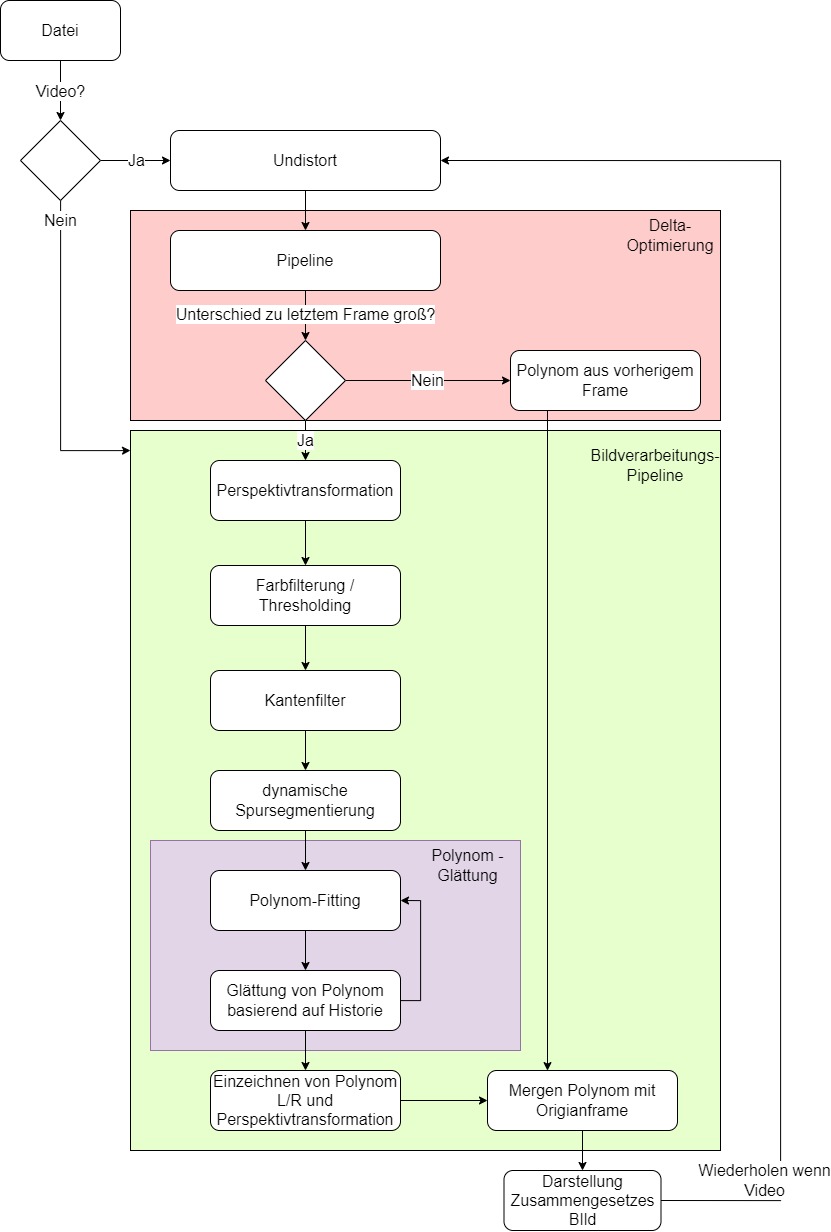 Datei
Video?
Ja
Undistort
Nein
Delta-
Optimierung
Pipeline
Unterschied zu letztem Frame groß?
Nein
Polynom aus vorherigem
Frame
Ja
Bildverarbeitungs-
Pipeline
Perspektivtransformation
Farbfilterung /
Thresholding
Kantenfilter
dynamische
Spursegmentierung
Polynom -
Glättung
Polynom-Fitting
Glättung von Polynom
basierend auf Historie
Einzeichnen von Polynom
L/R und
Perspektivtransformation
Mergen Polynom mit
Origianframe
Wiederholen wenn
Video
Darstellung
Zusammengesetzes
BIld